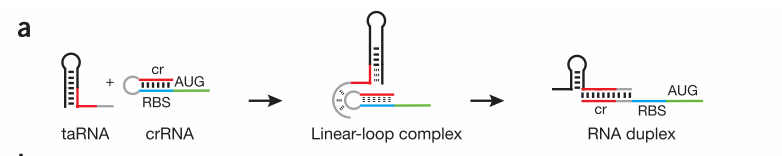 a
cr
+
AUG
RBS
taRNA
crRNA
Linear-loop complex
AUG
cr
RBS
RNA duplex